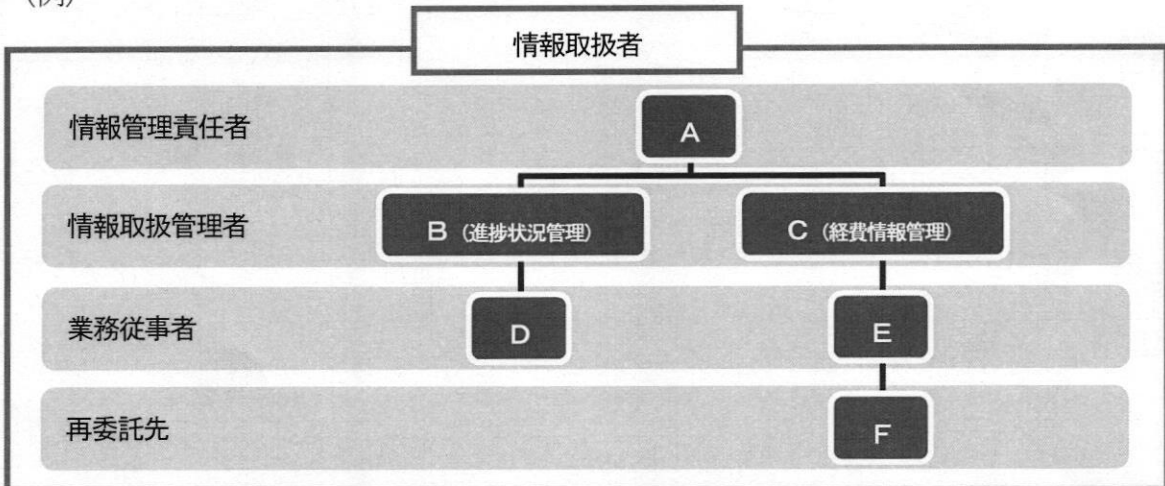 (例)
情報取扱者
情報管理責任者
A
情報取扱管理者
B (進捗状況管理)
C (経費情報管理)
業務従事者
D
E
再委託先
F